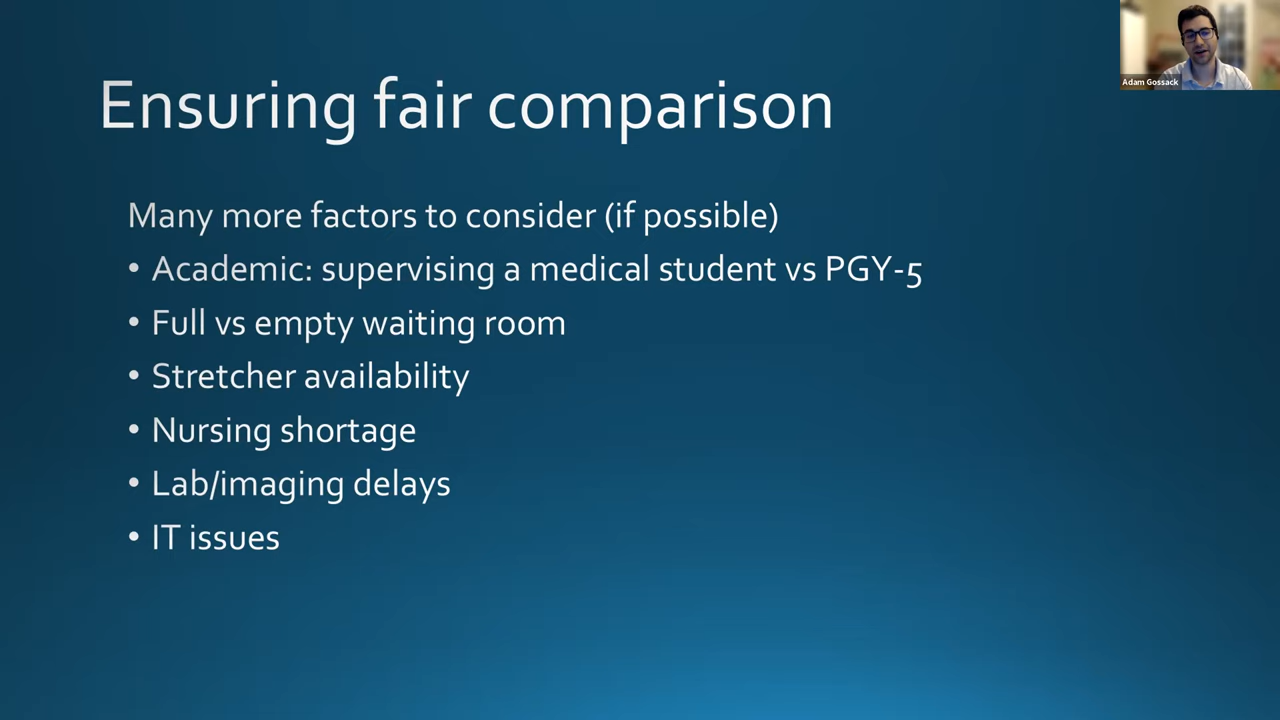 Adam Gossack
Ensuring fair comparison
Many more factors to consider (if possible)
• Academic: supervising a medical student vs PGY-5
• Full vs empty waiting room
• Stretcher availability
• Nursing shortage
• Lab/imaging delays
• IT issues